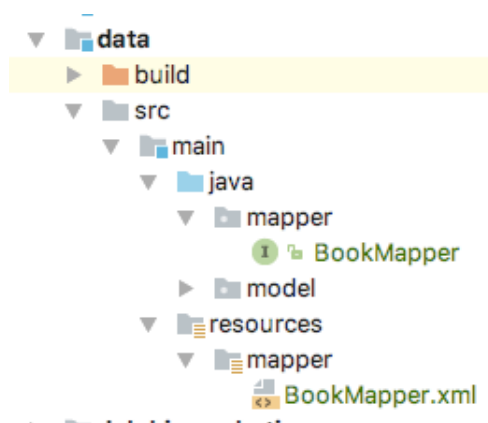 data
build
src
main
java
mapper
I BookMapper
model
resources
mapper
<> BookMapper.xml